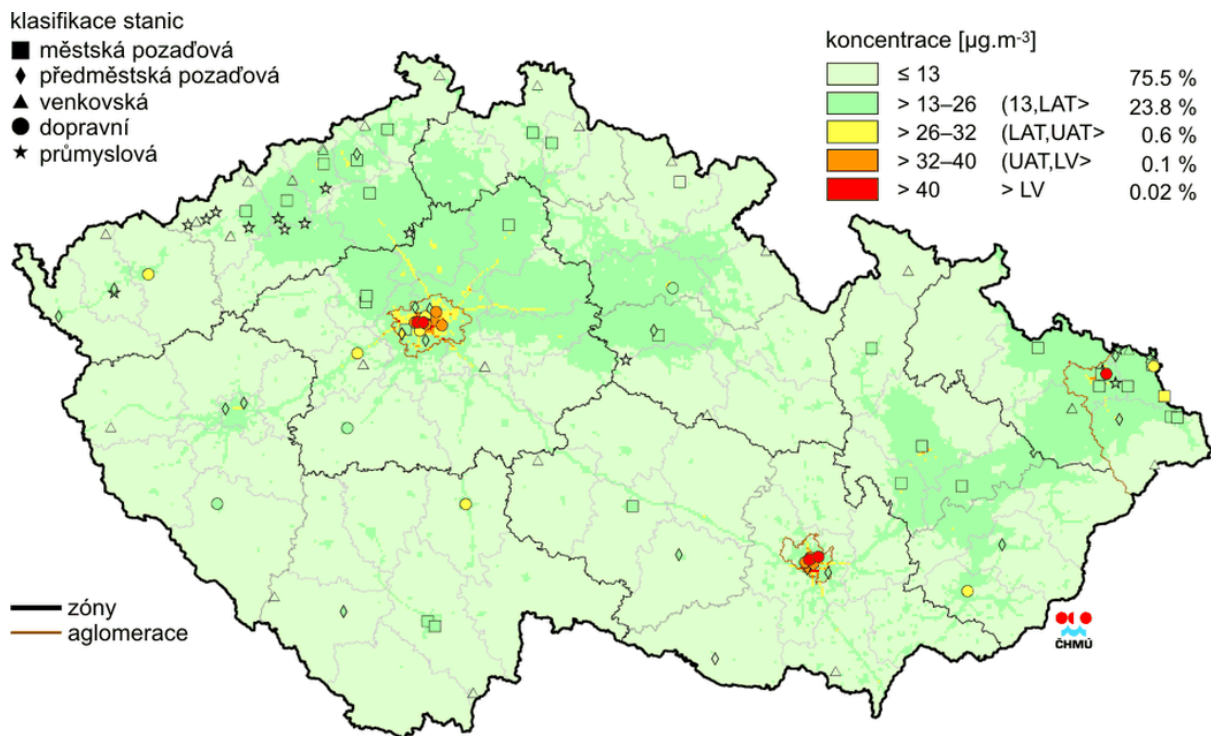 klasifikace stanic
městská pozaďová
předměstská pozaďová
venkovská
dopravní
průmyslová
koncentrace [µg.m-3]
≤ 13 75.5 %
> 13–26 (13,LAT> 23.8 %
> 26–32 (LAT,UAT> 0.6 %
> 32–40 (UAT,LV> 0.1 %
> 40 > LV 0.02 %
zóny
aglomerace
ČHMÚ